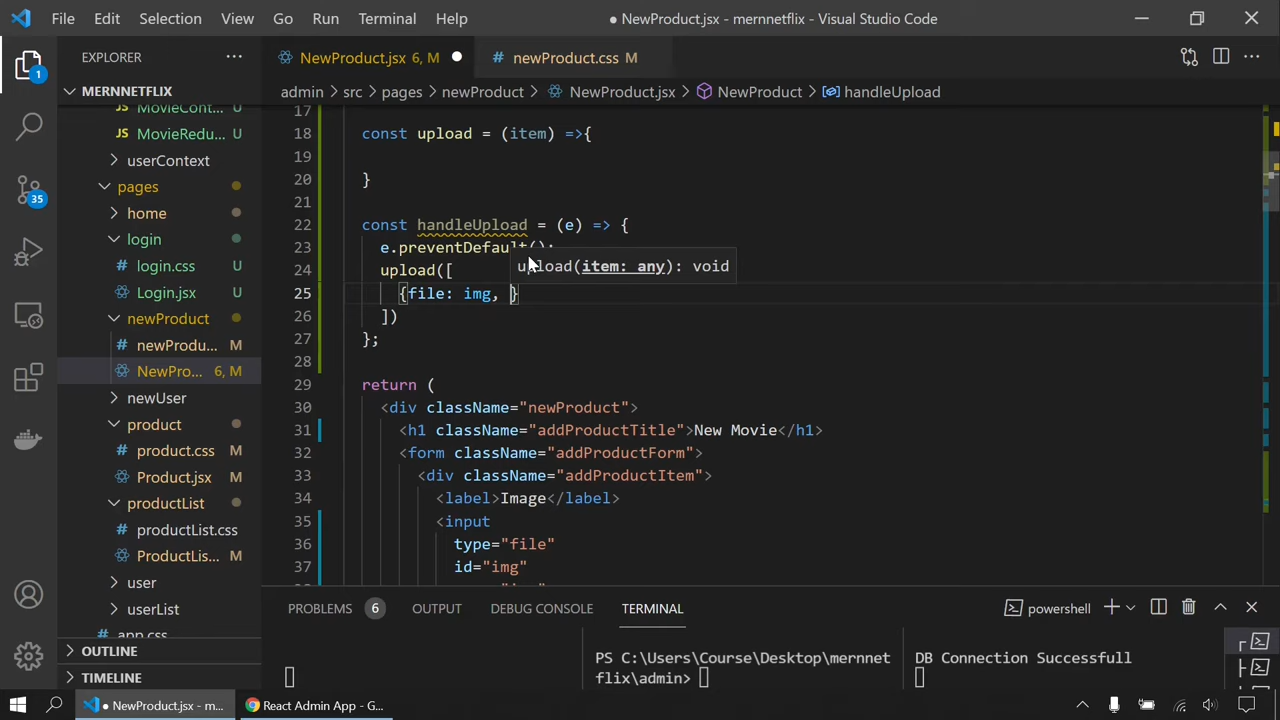 File Edit Selection View Go Run Terminal Help
● NewProduct.jsx - mernnetflix - Visual Studio Code
EXPLORER ...
NewProduct.jsx 6, M
# newProduct.css M
MERNNETFLIX
admin > src > pages > newProduct > NewProduct.jsx > NewProduct > handleUpload
JS MovieCont... U
JS MovieRedu... U
userContext
pages
home
login
# login.css U
Login.jsx U
newProduct
# newProdu... M
NewPro... 6, M
newUser
product
# product.css M
Product.jsx M
productList
# productList.css
ProductLis... M
user
userList
app.css
OUTLINE
TIMELINE
1
35
17
18 const upload = (item) =>{
19
20 }
21
22 const handleUpload = (e) => {
23 e.preventDefault();
24 upload([
upload(item: any): void
25 {file: img, }
26 ])
27 };
28
29 return (
30 <div className="newProduct">
31 <h1 className="addProductTitle">New Movie</h1>
32 <form className="addProductForm">
33 <div className="addProductItem">
34 <label>Image</label>
35 <input
36 type="file"
37 id="img"
PROBLEMS 6 OUTPUT DEBUG CONSOLE TERMINAL
powershell
PS C:\Users\Course\Desktop\mernnet
flix\admin>
DB Connection Successfull
● NewProduct.jsx - m...
React Admin App - G...